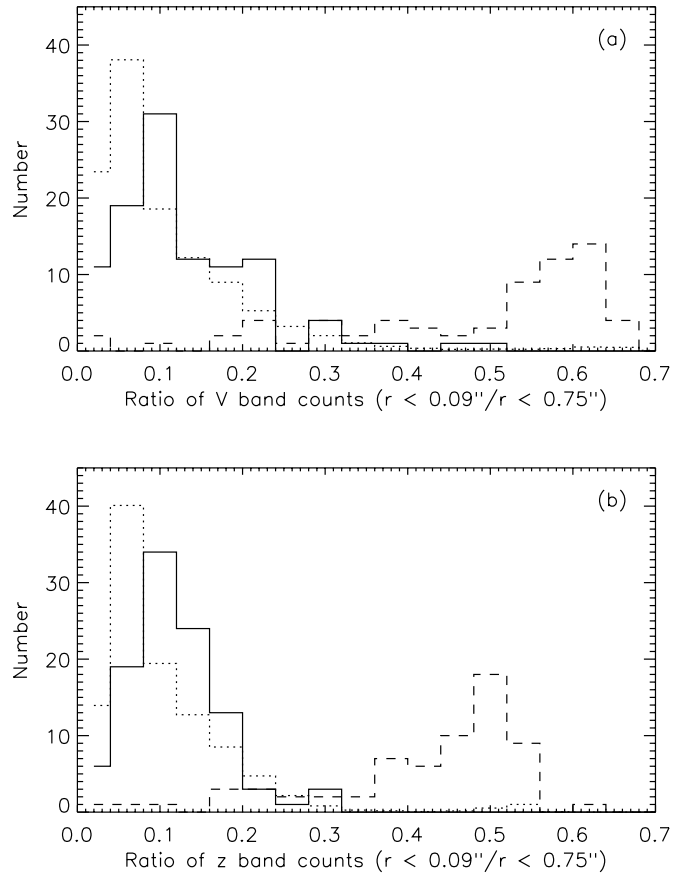 (a)
40
30
20
10
0
Number
0.0 0.1 0.2 0.3 0.4 0.5 0.6 0.7
Ratio of V band counts (r < 0.09"/r < 0.75")
(b)
40
30
20
10
0
Number
0.0 0.1 0.2 0.3 0.4 0.5 0.6 0.7
Ratio of z band counts (r < 0.09"/r < 0.75")